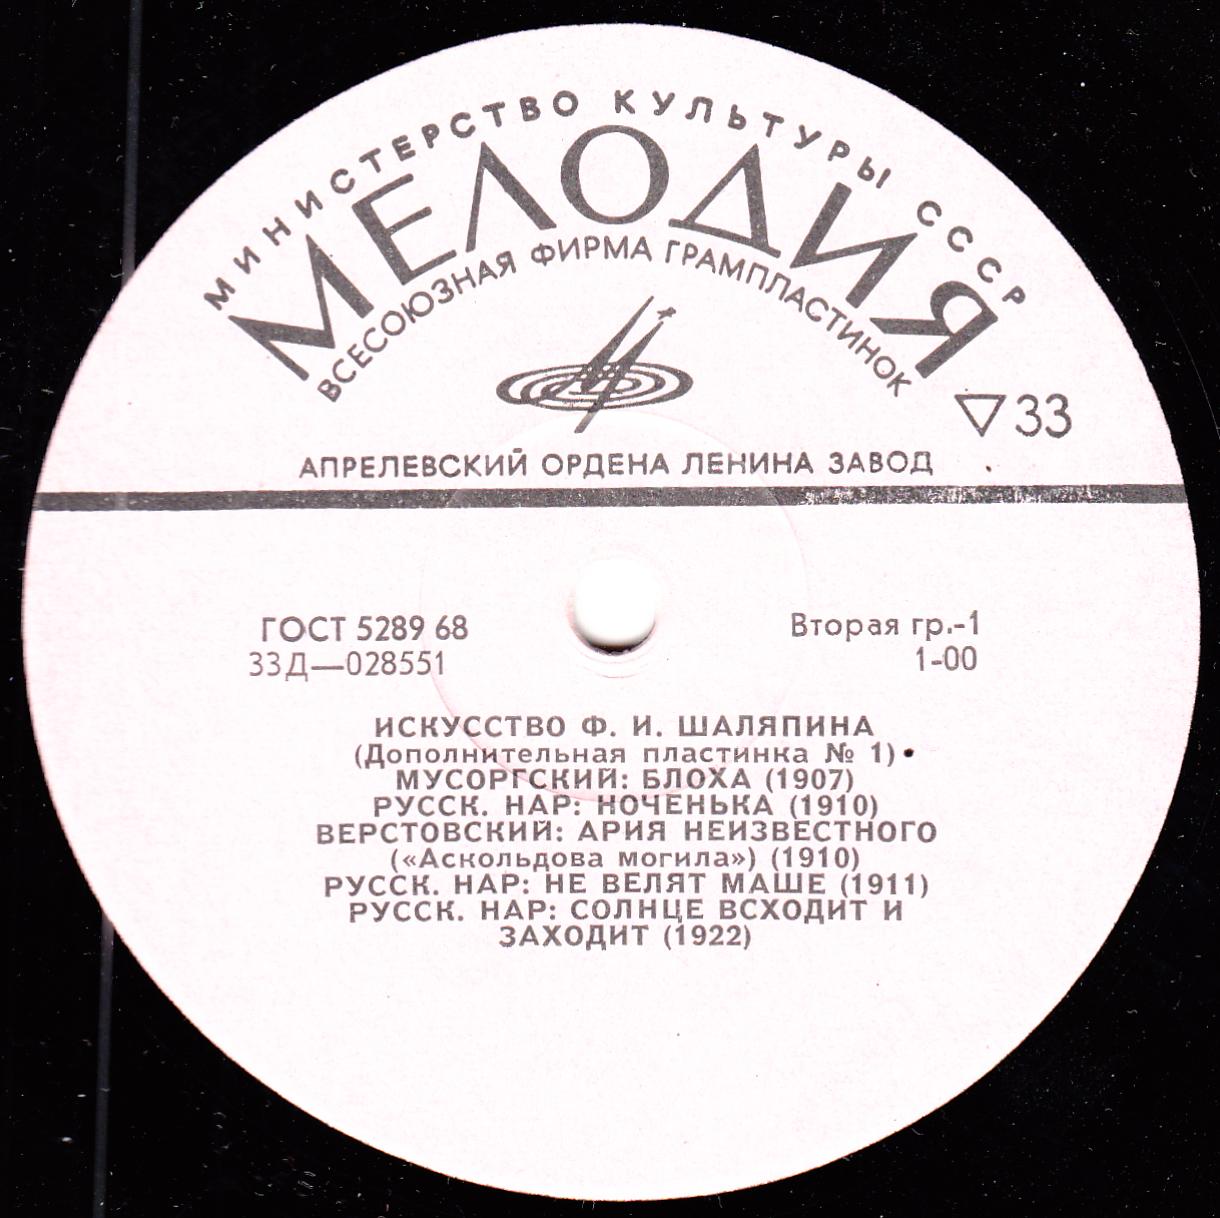 МИНИСТЕРСТВО КУЛЬТУРЫ СССР
МЕЛОДИЯ
ВСЕСОЮЗНАЯ ФИРМА ГРАМПЛАСТИНОК
33
АПРЕЛЕВСКИЙ ОРДЕНА ЛЕНИНА ЗАВОД
ГОСТ 5289 68
33Д—028551
Вторая гр.-1
1-00
ИСКУССТВО Ф. И. ШАЛЯПИНА
(Дополнительная пластинка № 1)
МУСОРГСКИЙ: БЛОХА (1907)
РУССК. НАР: НОЧЕНЬКА (1910)
ВЕРСТОВСКИЙ: АРИЯ НЕИЗВЕСТНОГО
(«Аскольдова могила») (1910)
РУССК. НАР: НЕ ВЕЛЯТ МАШЕ (1911)
РУССК. НАР: СОЛНЦЕ ВСХОДИТ И
ЗАХОДИТ (1922)